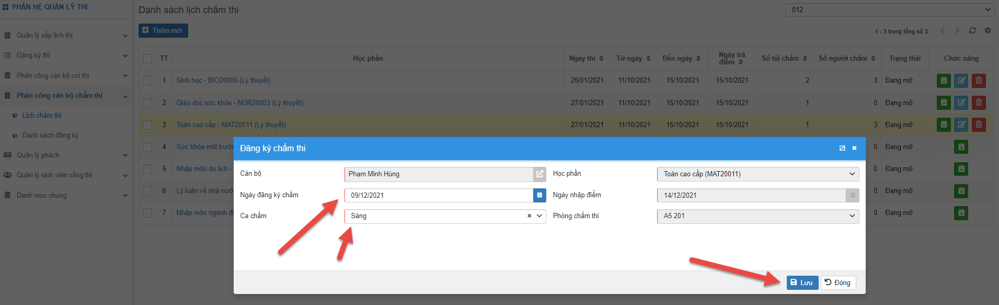 PHÂN HỆ QUẢN LÝ THI
Quản lý xếp lịch thi
Đăng ký thi
Phân công cán bộ coi thi
Phân công cán bộ chấm thi
Lịch chấm thi
Danh sách đăng ký
Quản lý phách
Quản lý sinh viên vắng thi
Danh mục chung
Danh sách lịch chấm thi
012
Thêm mới
1 - 3 trong tổng số 3
TT Học phần Ngày thi Từ ngày Đến ngày Ngày trả điểm Số túi chấm Số người chấm Trạng thái Chức năng
1 Sinh học - BIO20006 (Lý thuyết) 25/01/2021 11/10/2021 15/10/2021 15/10/2021 2 3 Đang mở
2 Giáo dục sức khỏe - NUR20003 (Lý thuyết) 27/01/2021 11/10/2021 15/10/2021 15/10/2021 1 0 Đang mở
3 Toán cao cấp - MAT20011 (Lý thuyết) 27/01/2021 11/10/2021 15/10/2021 15/10/2021 1 3 Đang mở
4 Sức khỏe môi trườn 0 Đang mở
5 Nhập môn du lịch - 0 Đang mở
6 Lý luận về nhà nướ 0 Đang mở
7 Nhập môn ngành đi 0 Đang mở
Đăng ký chấm thi
Cán bộ Phạm Minh Hùng Học phần Toán cao cấp (MAT20011)
Ngày đăng ký chấm 09/12/2021 Ngày nhập điểm 14/12/2021
Ca chấm Sáng Phòng chấm thi A5 201
Lưu Đóng